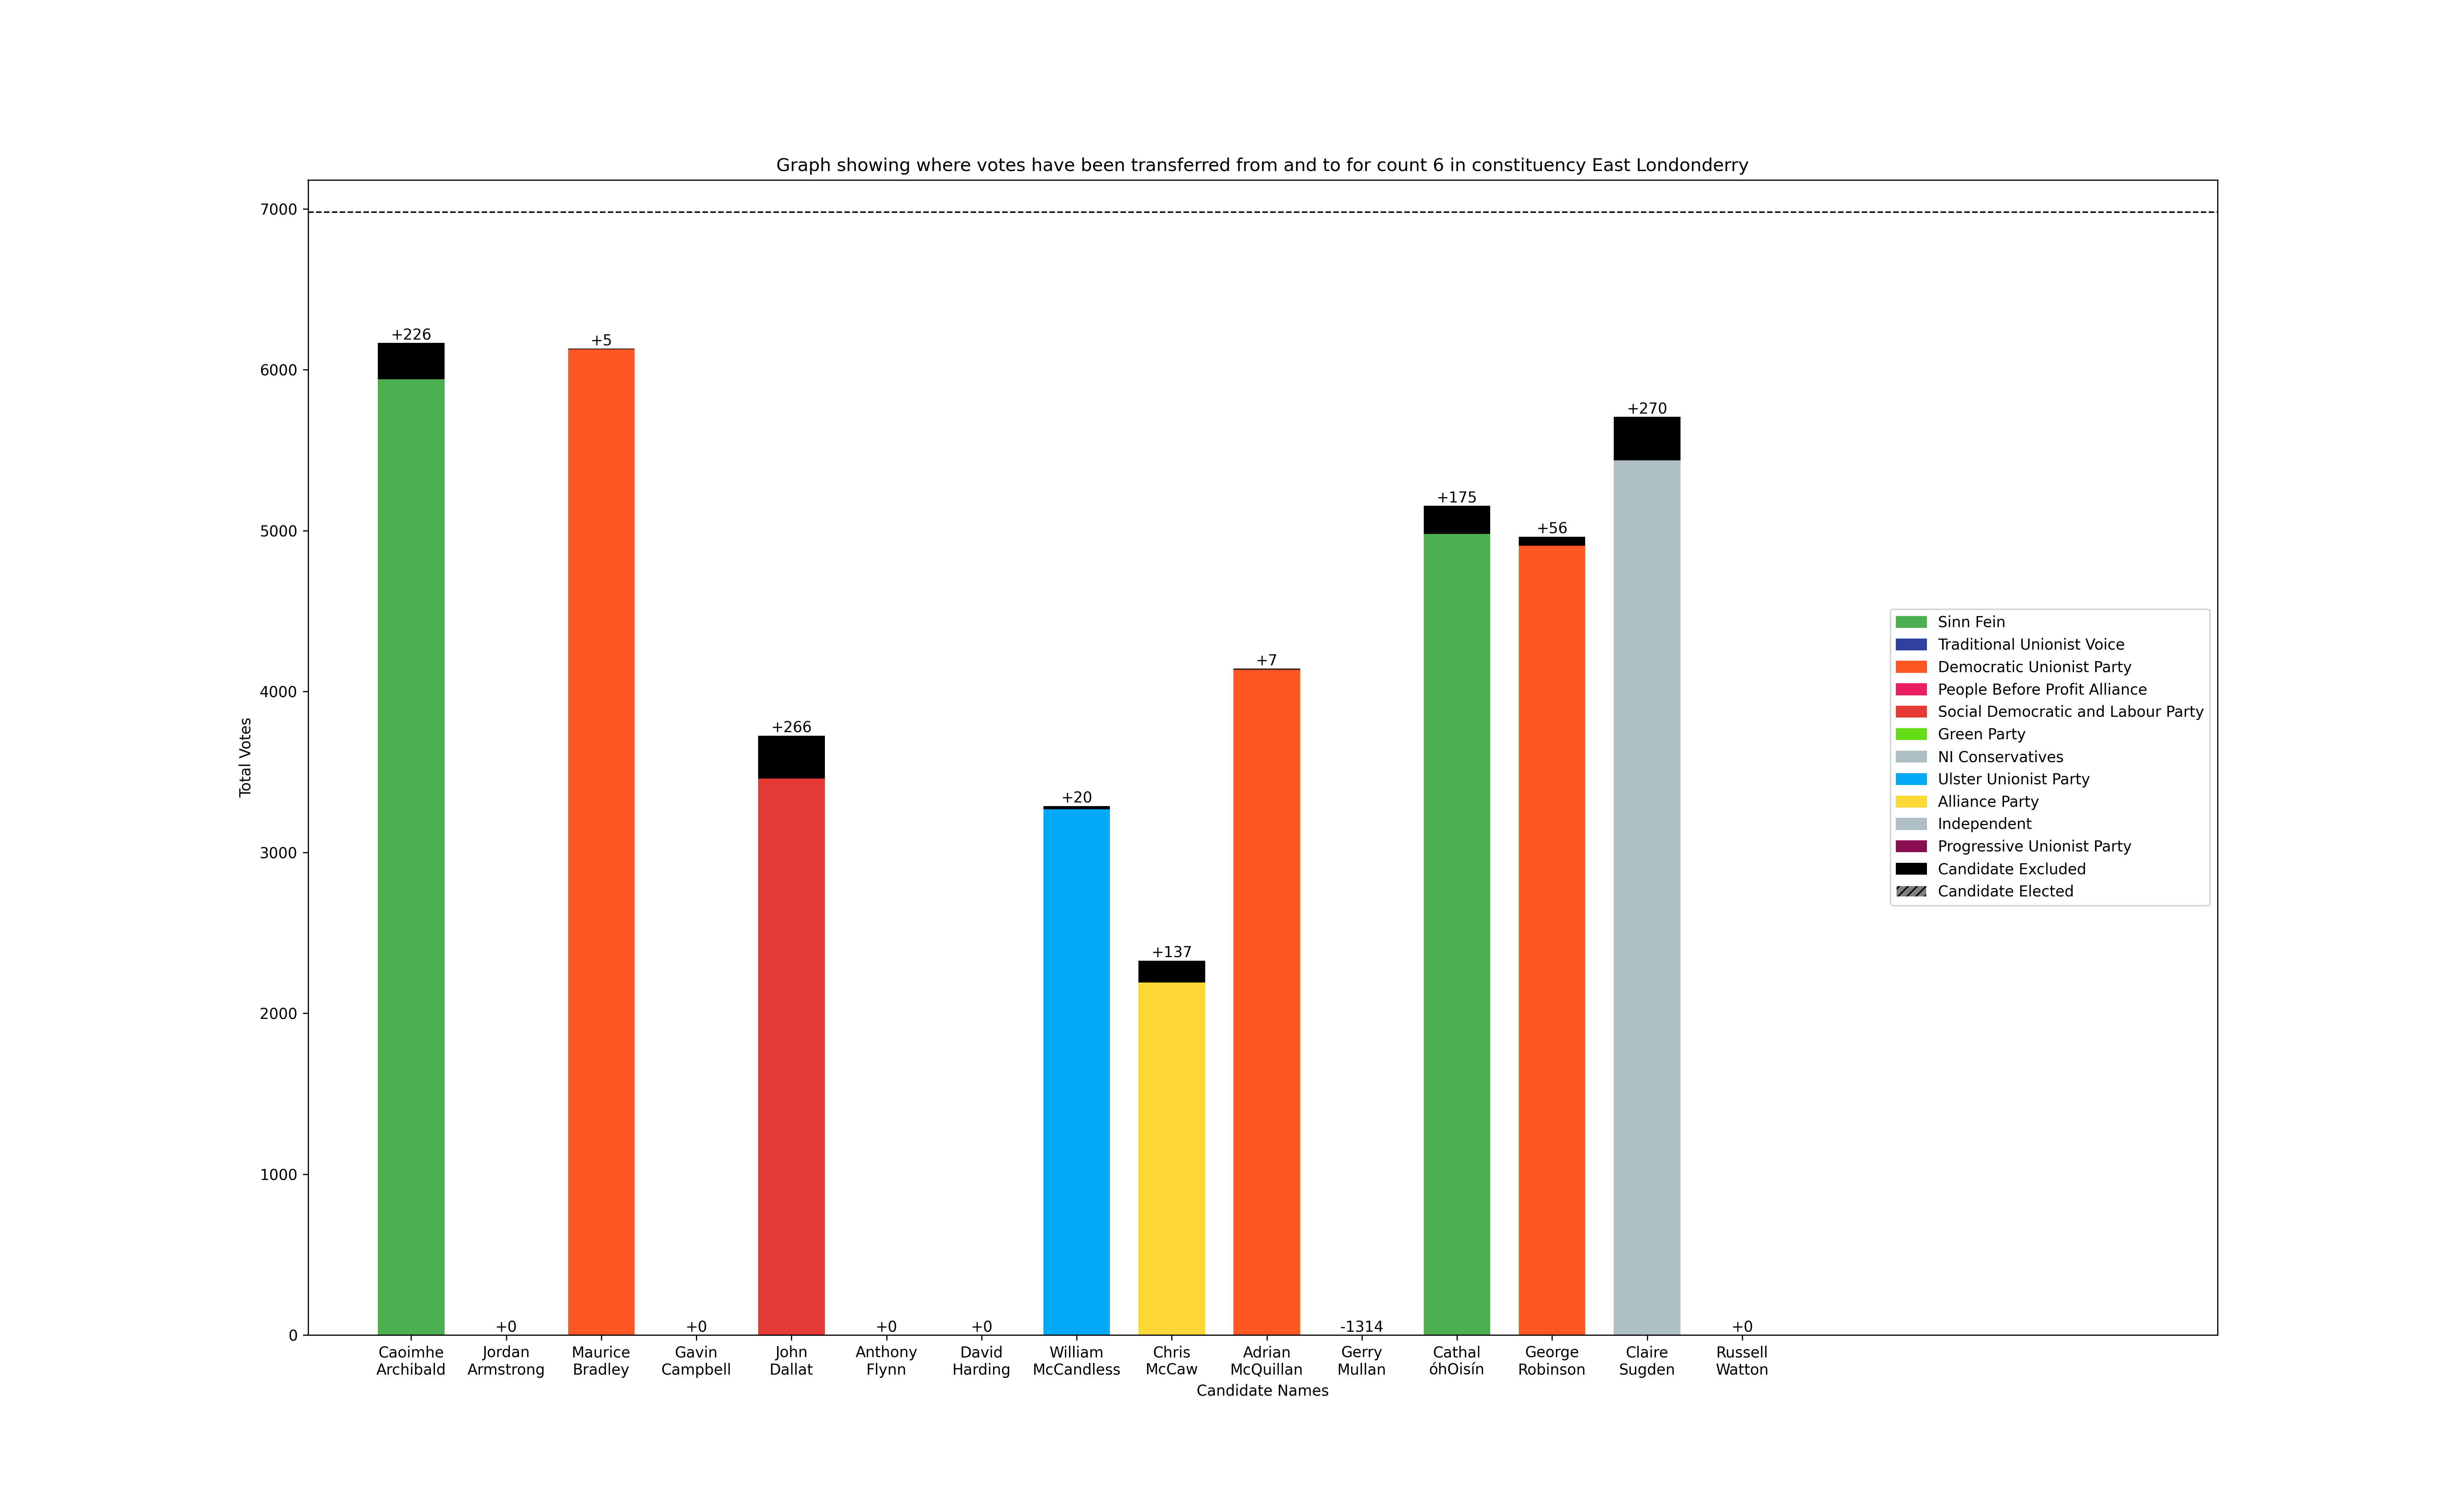 Graph showing where votes have been transferred from and to for count 6 in constituency East Londonderry
7000
6000
5000
4000
3000
2000
1000
0
Total Votes
+226
+0
+5
+0
+266
+0
+0
+20
+137
+7
-1314
+175
+56
+270
+0
Caoimhe
Archibald
Jordan
Armstrong
Maurice
Bradley
Gavin
Campbell
John
Dallat
Anthony
Flynn
David
Harding
William
McCandless
Chris
McCaw
Adrian
McQuillan
Gerry
Mullan
Cathal
óhOisín
George
Robinson
Claire
Sugden
Russell
Watton
Candidate Names
Sinn Fein
Traditional Unionist Voice
Democratic Unionist Party
People Before Profit Alliance
Social Democratic and Labour Party
Green Party
NI Conservatives
Ulster Unionist Party
Alliance Party
Independent
Progressive Unionist Party
Candidate Excluded
Candidate Elected